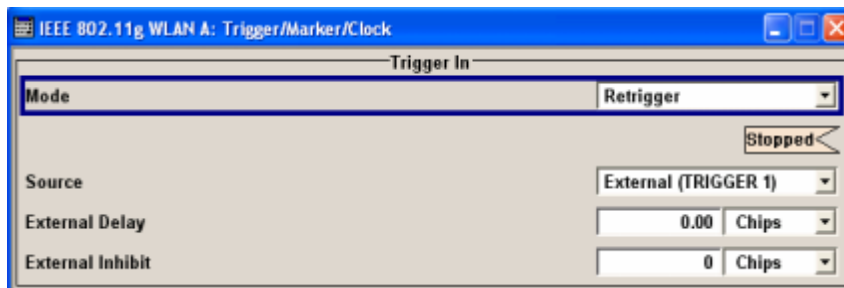 IEEE 802.11g WLAN A: Trigger/Marker/Clock
Trigger In
Mode Retrigger
Stopped
Source External (TRIGGER 1)
External Delay 0.00 Chips
External Inhibit 0 Chips